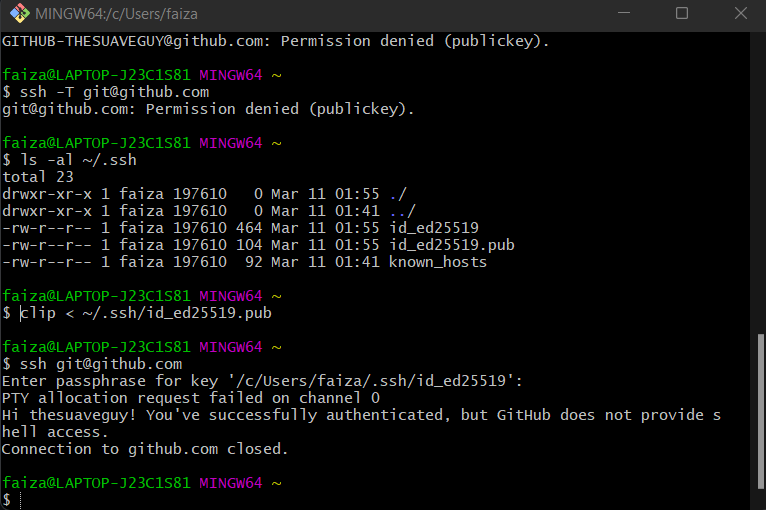 MINGW64:/c/Users/faiza
GITHUB-THESUAVEGUY@github.com: Permission denied (publickey).
faiza@LAPTOP-J23C1S81 MINGW64 ~
$ ssh -T git@github.com
git@github.com: Permission denied (publickey).
faiza@LAPTOP-J23C1S81 MINGW64 ~
$ ls -al ~/.ssh
total 23
drwxr-xr-x 1 faiza 197610   0 Mar 11 01:55 ./
drwxr-xr-x 1 faiza 197610   0 Mar 11 01:41 ../
-rw-r--r-- 1 faiza 197610 464 Mar 11 01:55 id_ed25519
-rw-r--r-- 1 faiza 197610 104 Mar 11 01:55 id_ed25519.pub
-rw-r--r-- 1 faiza 197610  92 Mar 11 01:41 known_hosts
faiza@LAPTOP-J23C1S81 MINGW64 ~
$ clip < ~/.ssh/id_ed25519.pub
faiza@LAPTOP-J23C1S81 MINGW64 ~
$ ssh git@github.com
Enter passphrase for key '/c/Users/faiza/.ssh/id_ed25519':
PTY allocation request failed on channel 0
Hi thesuaveguy! You've successfully authenticated, but GitHub does not provide s
hell access.
Connection to github.com closed.
faiza@LAPTOP-J23C1S81 MINGW64 ~
$